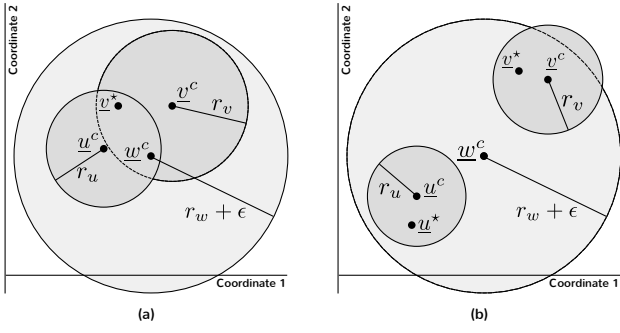 Coordinate 2
v⋆
v^c
r_v
u^c
w^c
r_u
r_w + ϵ
Coordinate 1
(a)
Coordinate 2
v⋆
v^c
r_v
w^c
r_u
u^c
u⋆
r_w + ϵ
Coordinate 1
(b)